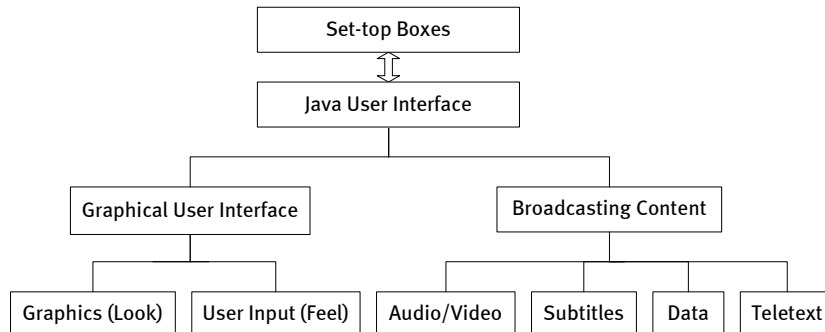 Set-top Boxes
Java User Interface
Graphical User Interface
Broadcasting Content
Graphics (Look)
User Input (Feel)
Audio/Video
Subtitles
Data
Teletext